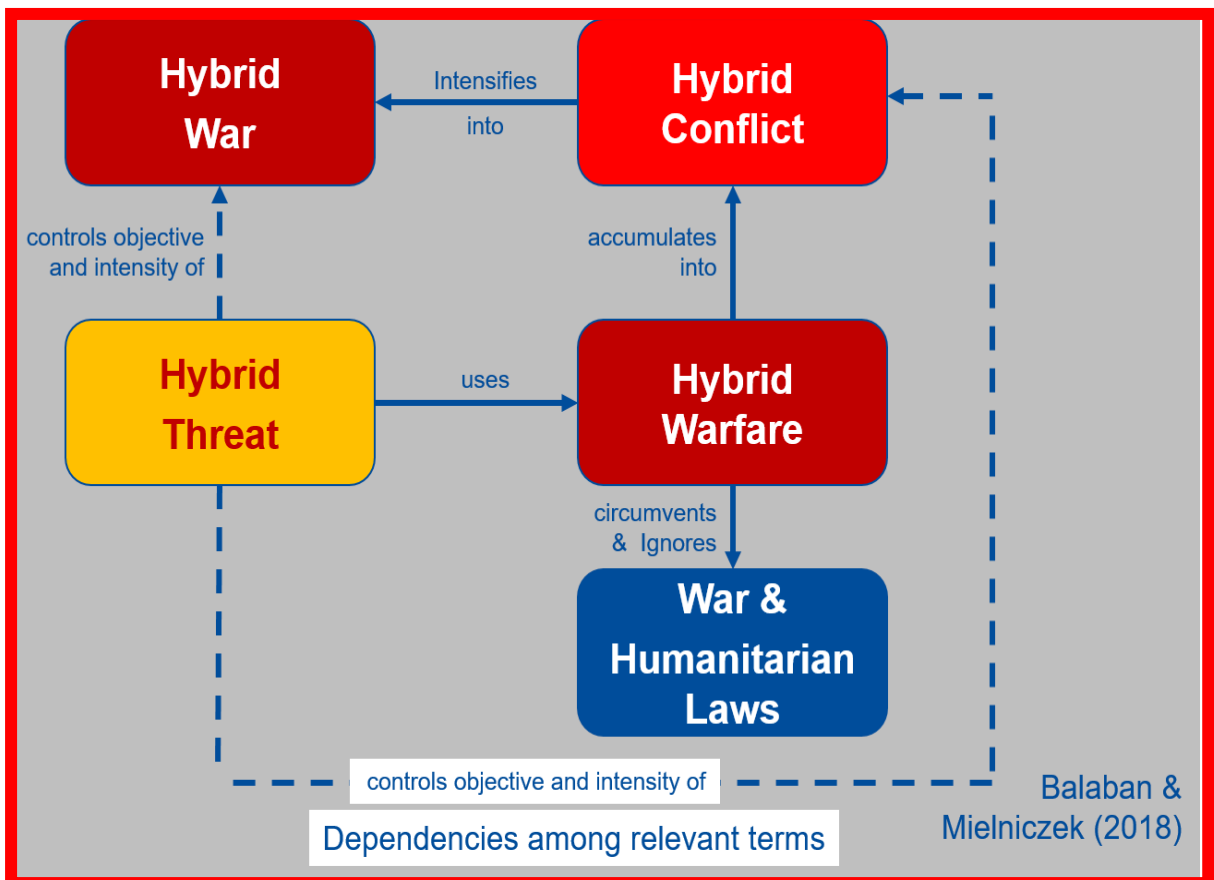 Hybrid
War
Intensifies
into
Hybrid
Conflict
controls objective
and intensity of
accumulates
into
Hybrid
Threat
uses
Hybrid
Warfare
circumvents
& Ignores
War &
Humanitarian
Laws
controls objective and intensity of
Dependencies among relevant terms
Balaban &
Mielniczek (2018)